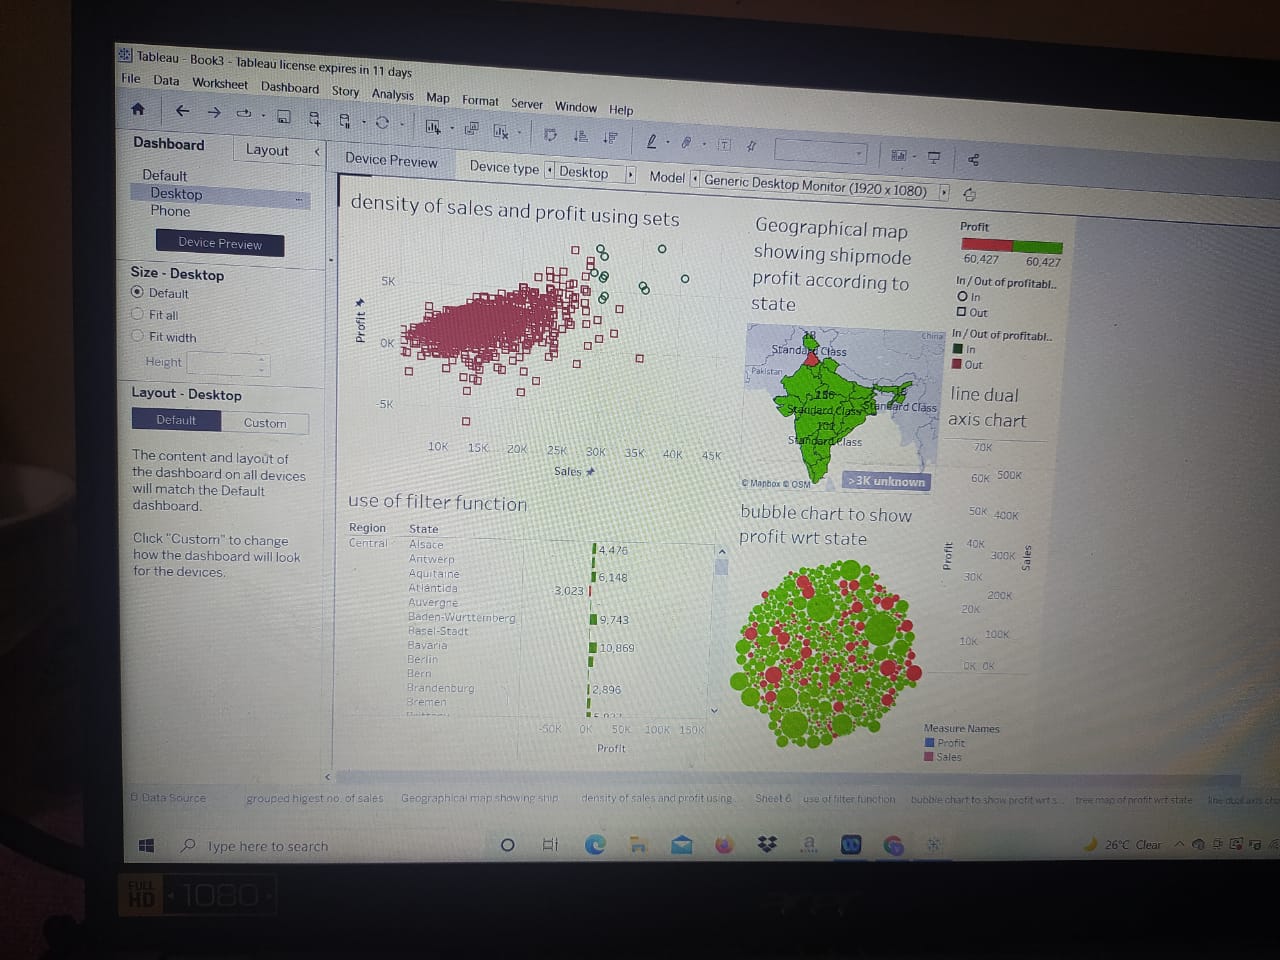 Tableau - Book3 - Tableau license expires in 11 days
File Data Worksheet Dashboard Story Analysis Map Format Server Window Help
Dashboard
Layout
Default
Desktop
Phone
Device Preview
Size - Desktop
Default
Fit all
Fit width
Height
Layout - Desktop
Default
Custom
The content and layout of
the dashboard on all devices
will match the Default
dashboard.
Click "Custom" to change
how the dashboard will look
for the devices.
Device Preview
Device type
Desktop
Model
Generic Desktop Monitor (1920 x 1080)
density of sales and profit using sets
Profit
5K
0K
-5K
10K 15K 20K 25K 30K 35K 40K 45K
Sales
Geographical map
showing shipmode
profit according to
state
China
Pakistan
18
Standard Class
Standard Class
Standard Class
Standard Class
© Mapbox © OSM
>3K unknown
Profit
60,427 60,427
In / Out of profitabl..
In
Out
In / Out of profitabl..
In
Out
line dual
axis chart
70K
60K 500K
50K 400K
40K
300K
30K
200K
20K
10K 100K
0K 0K
Profit
Sales
Measure Names
Profit
Sales
use of filter function
Region State
Central Alsace 4,476
Antwerp
Aquitaine 6,148
Atlántida 3,023
Auvergne
Baden-Württemberg 9,743
Basel-Stadt
Bavaria 10,869
Berlin
Bern
Brandenburg 2,896
Bremen
-50K 0K 50K 100K 150K
Profit
bubble chart to show
profit wrt state
Data Source
grouped higest no. of sales
Geographical map showing ship
density of sales and profit using
Sheet 6
use of filter function
bubble chart to show profit wrt s...
tree map of profit wrt state
line dual axis
Type here to search
26°C Clear
FULL
HD
1080
acer